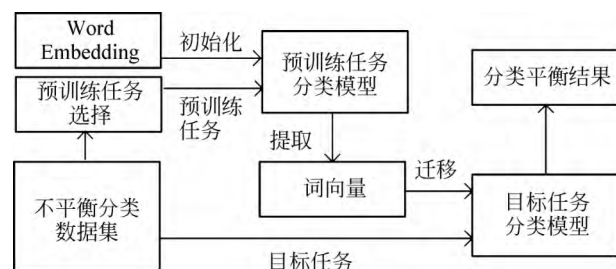 Word
Embedding
初始化
预训练任务
分类模型
分类平衡结果
预训练任务
选择
预训练
任务
提取
不平衡分类
数据集
词向量
迁移
目标任务
分类模型
目标任务